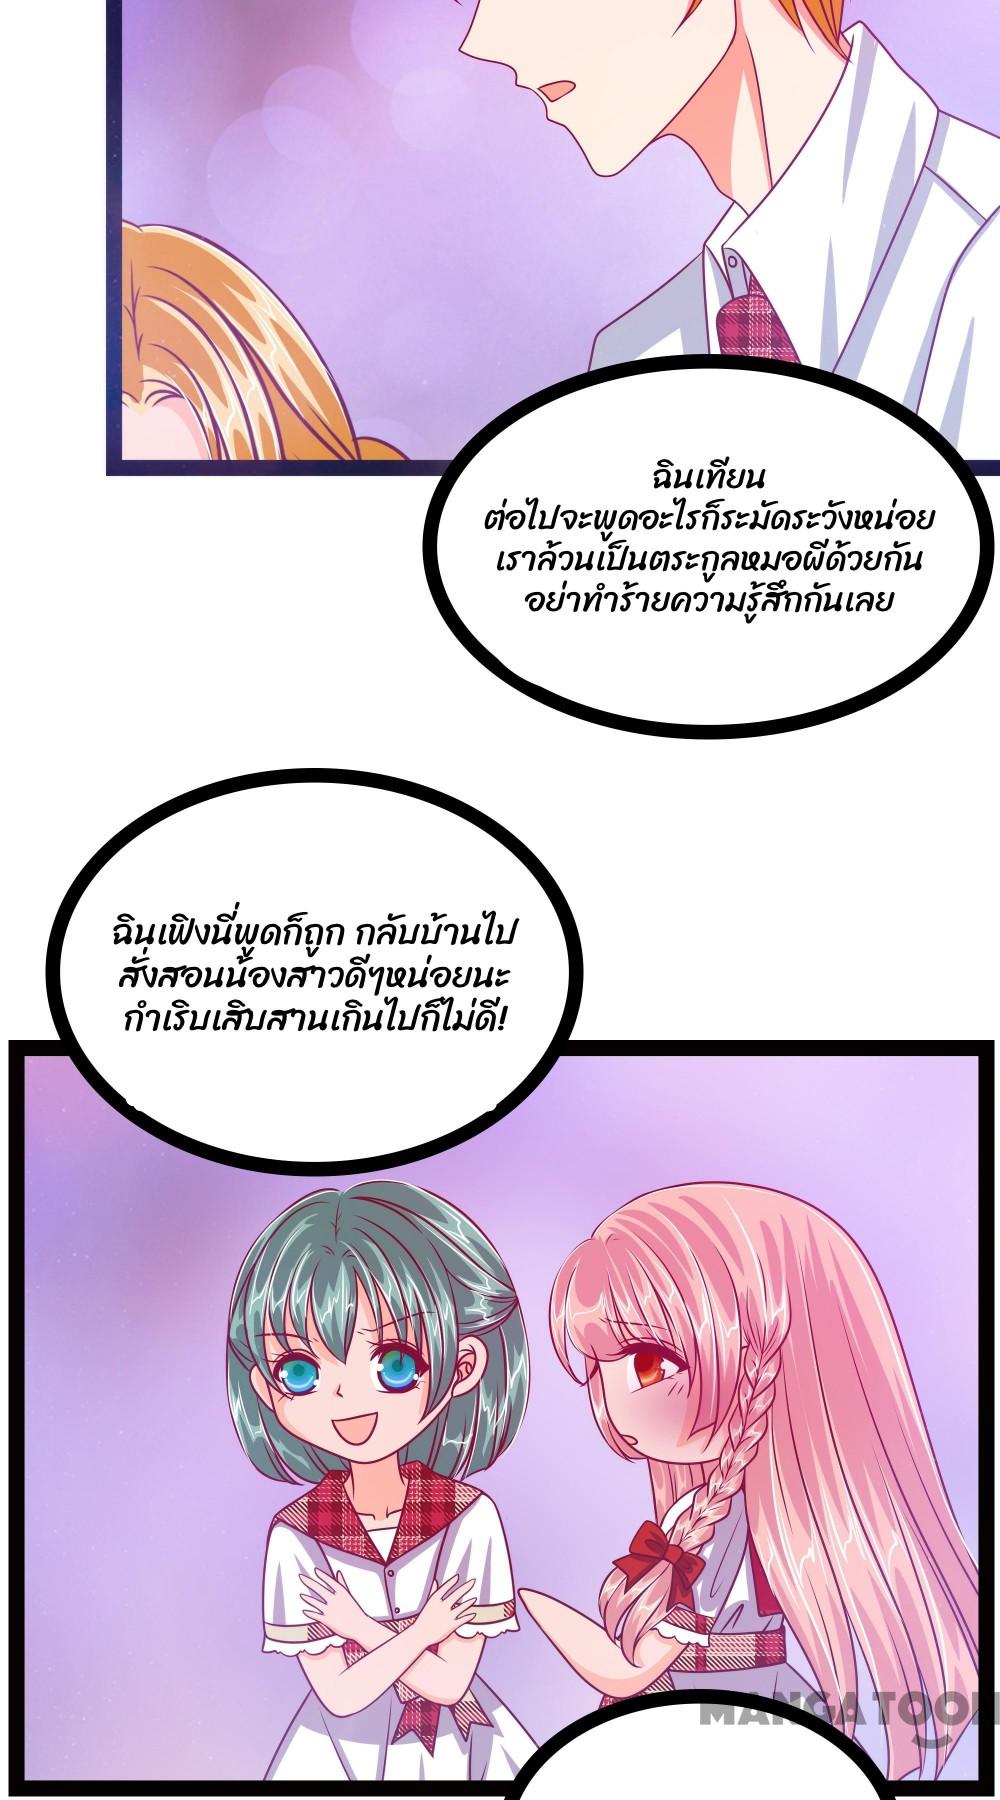 ฉินเทียน
ต่อไปจะพูดอะไรก็ระมัดระวังหน่อย
เราล้วนเป็นตระกูลหมอผีด้วยกัน
อย่าทำร้ายความรู้สึกกันเลย
ฉินเฟิงนี่พูดก็ถูก กลับบ้านไป
สั่งสอนน้องสาวดีๆหน่อยนะ
กำเริบเสิบสานเกินไปก็ไม่ดี!
MANGATOON